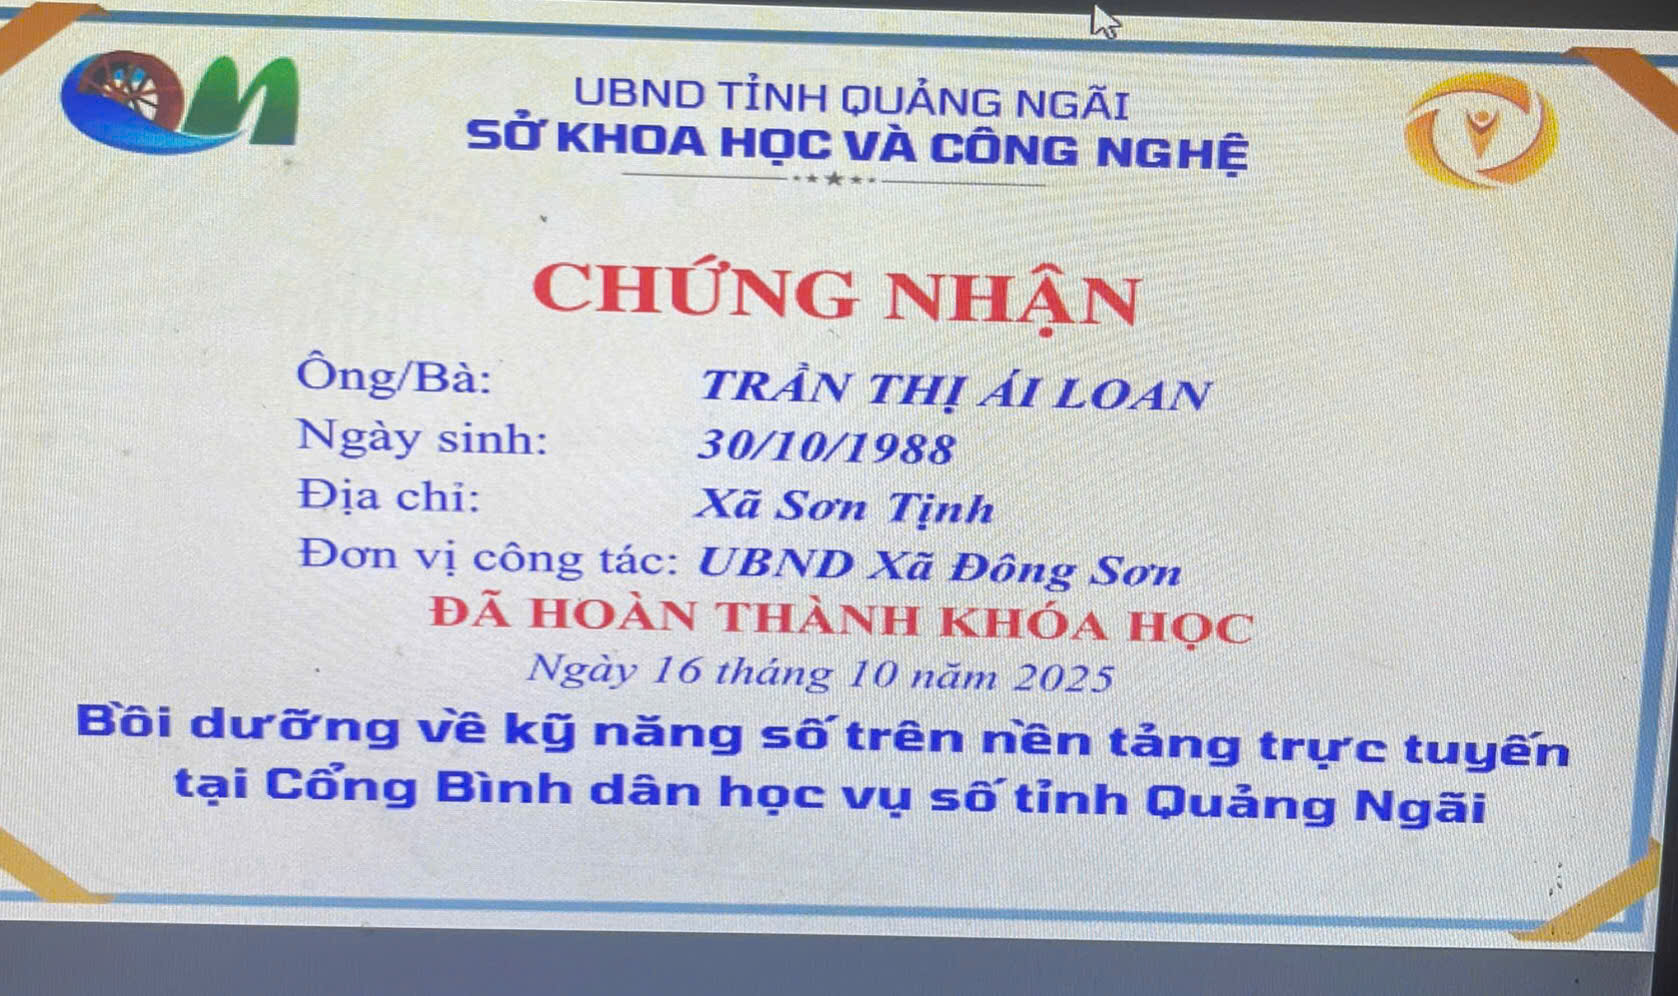 UBND TỈNH QUẢNG NGÃI
SỞ KHOA HỌC VÀ CÔNG NGHỆ
CHỨNG NHẬN
Ông/Bà: TRẦN THỊ ÁI LOAN
Ngày sinh: 30/10/1988
Địa chỉ: Xã Sơn Tịnh
Đơn vị công tác: UBND Xã Đông Sơn
ĐÃ HOÀN THÀNH KHÓA HỌC
Ngày 16 tháng 10 năm 2025
Bồi dưỡng về kỹ năng số trên nền tảng trực tuyến
tại Cổng Bình dân học vụ số tỉnh Quảng Ngãi